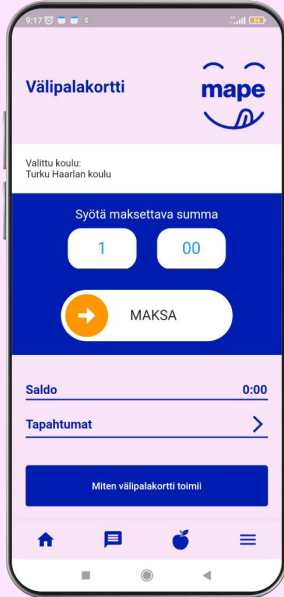 9:17
Välipalakortti
mape
Valittu koulu:
Turku Haarlan koulu
Syötä maksettava summa
1 00
MAKSA
Saldo 0:00
Tapahtumat
Miten välipalakortti toimii